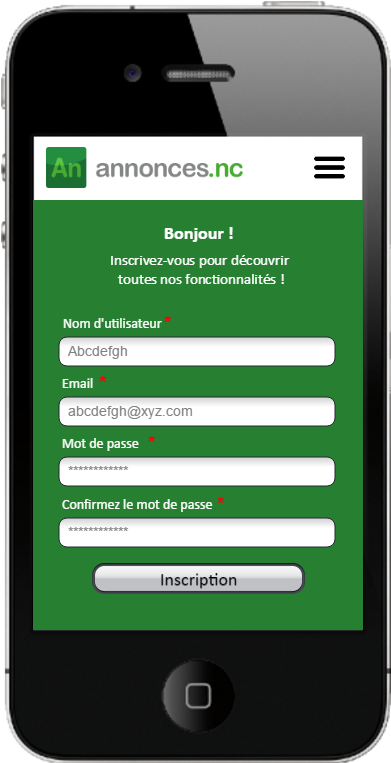 An annonces.nc
Bonjour !
Inscrivez-vous pour découvrir
toutes nos fonctionnalités !
Nom d'utilisateur *
Abcdefgh
Email *
abcdefgh@xyz.com
Mot de passe *
************
Confirmez le mot de passe *
************
Inscription